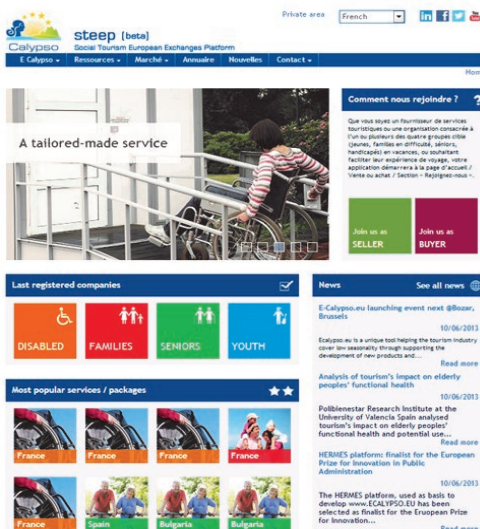 Private area
French
in f You Tube
Calypso
steep [beta]
Social Tourism European Exchanges Platform
E Calypso Ressources Marché Annuaire Nouvelles Contact
Hom
A tailored-made service
Comment nous rejoindre ? ?
Que vous soyez un fournisseur de services
touristiques ou une organisation consacrée à
l'un ou plusieurs des quatre groupes cible
(jeunes, familles en difficulté, séniors,
handicapés) en vacances, ou souhaitant
faciliter leur expérience de voyage, votre
application démarrera à la page d'accueil /
Vente ou achat / Section « Rejoignez-nous ».
Join us as
SELLER
Join us as
BUYER
Last registered companies
DISABLED
FAMILIES
SENIORS
YOUTH
Most popular services / packages
France
France
France
France
France
Spain
Bulgaria
Bulgaria
News See all news
E-Calypso.eu launching event next @Bozar,
Brussels
10/06/2013
Ecalypso.eu is a unique tool helping the tourism industry
cover low seasonality through supporting the
development of new products and...
Read more
Analysis of tourism's impact on elderly
peoples' functional health
10/06/2013
Polibienestar Research Institute at the
University of Valencia Spain analysed
tourism's impact on elderly peoples'
functional health and potential use...
Read more
HERMES platform: finalist for the European
Prize for Innovation in Public
Administration
10/06/2013
The HERMES platform, used as basis to
develop www.ECALYPSO.EU has been
selected as finalist for the Eruopean Prize
for Innovation...
Read more